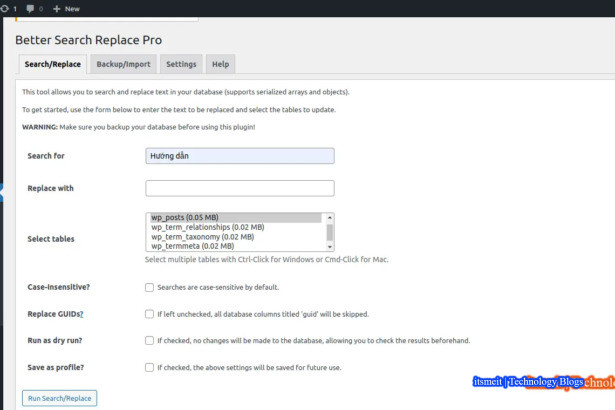 1 0 + New
Better Search Replace Pro
Search/Replace Backup/Import Settings Help
This tool allows you to search and replace text in your database (supports serialized arrays and objects).
To get started, use the form below to enter the text to be replaced and select the tables to update.
WARNING: Make sure you backup your database before using this plugin!
Search for Hướng dẫn
Replace with
Select tables
wp_posts (0.05 MB)
wp_term_relationships (0.02 MB)
wp_term_taxonomy (0.02 MB)
wp_termmeta (0.02 MB)
Select multiple tables with Ctrl-Click for Windows or Cmd-Click for Mac.
Case-Insensitive? Searches are case-sensitive by default.
Replace GUIDs? If left unchecked, all database columns titled 'guid' will be skipped.
Run as dry run? If checked, no changes will be made to the database, allowing you to check the results beforehand.
Save as profile? If checked, the above settings will be saved for future use.
itsmeit | Technology Blogs
Run Search/Replace